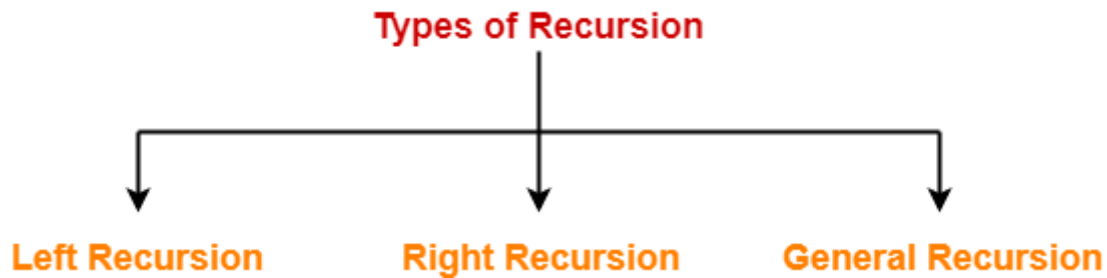 Types of Recursion
Left Recursion
Right Recursion
General Recursion